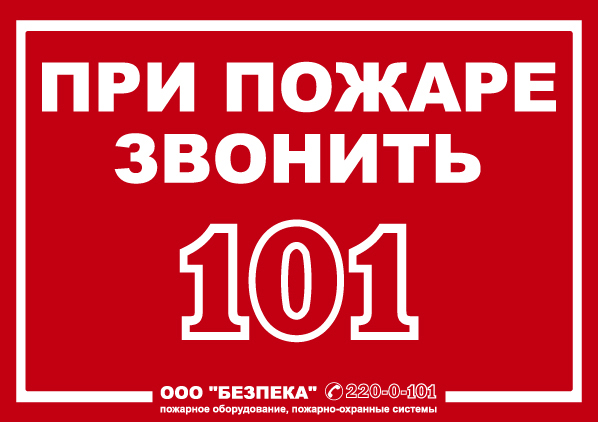 ПРИ ПОЖАРЕ
ЗВОНИТЬ
101
ООО "БЕЗПЕКА" ✆ 220-0-101
пожарное оборудование, пожарно-охранные системы